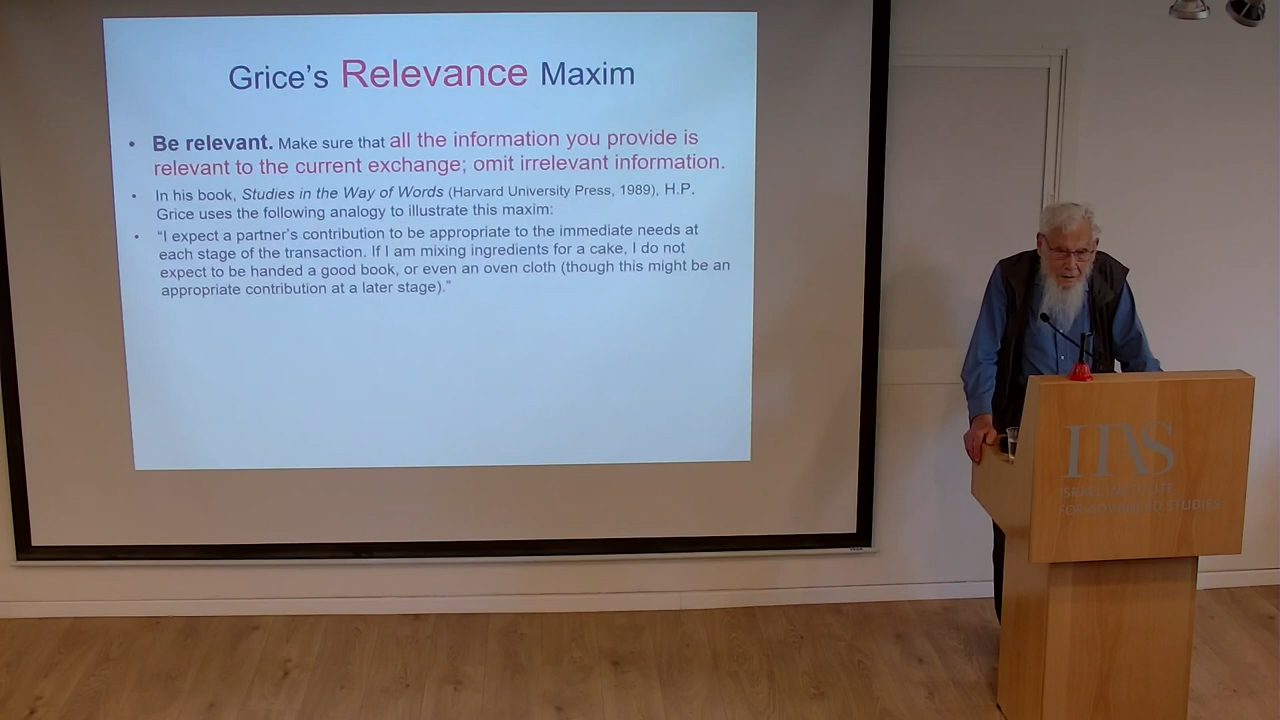 Grice's Relevance Maxim
• Be relevant. Make sure that all the information you provide is
relevant to the current exchange; omit irrelevant information.
• In his book, Studies in the Way of Words (Harvard University Press, 1989), H.P.
Grice uses the following analogy to illustrate this maxim:
• “I expect a partner's contribution to be appropriate to the immediate needs at
each stage of the transaction. If I am mixing ingredients for a cake, I do not
expect to be handed a good book, or even an oven cloth (though this might be an
appropriate contribution at a later stage).”
IIAS
ISRAEL INSTITUTE
FOR ADVANCED STUDIES